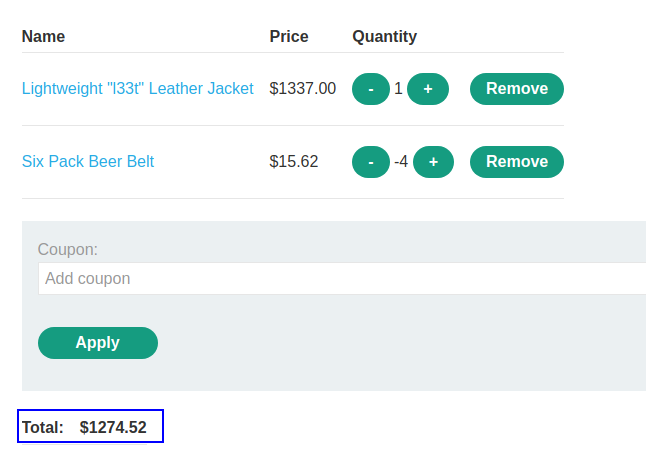 Name Price Quantity
Lightweight "l33t" Leather Jacket $1337.00 - 1 + Remove
Six Pack Beer Belt $15.62 - -4 + Remove
Coupon:
Add coupon
Apply
Total: $1274.52